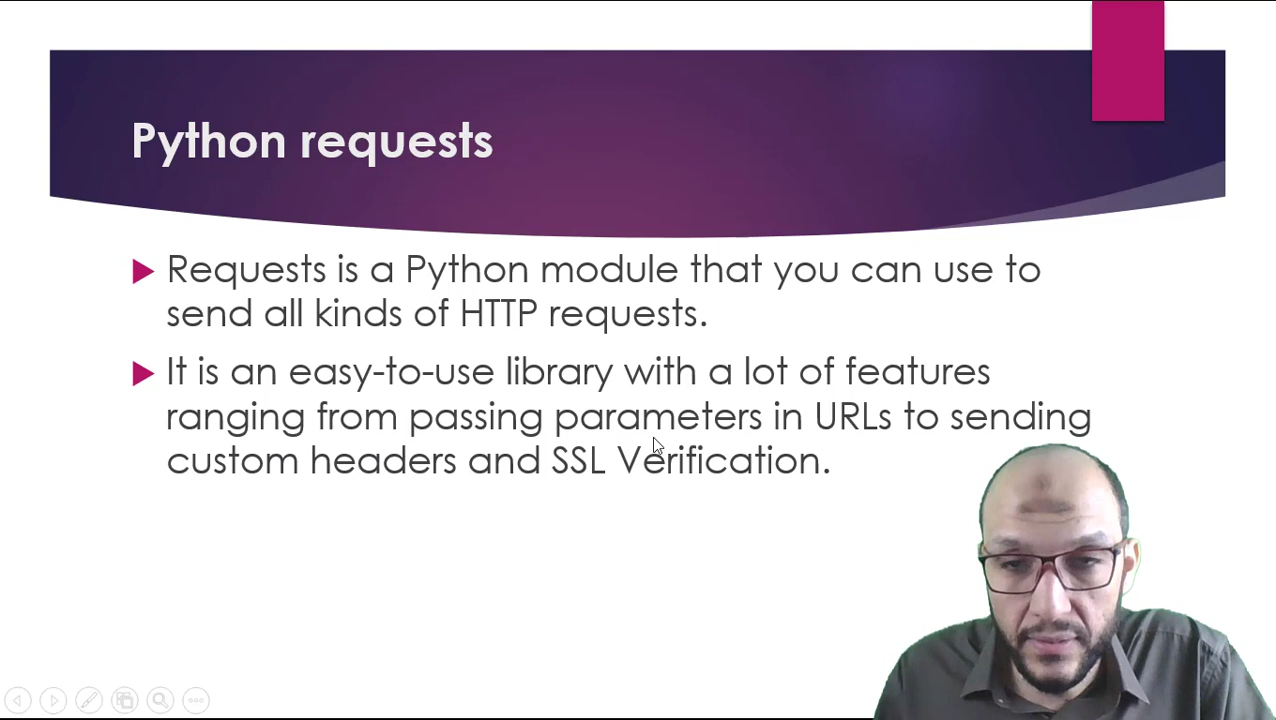 Python requests
Requests is a Python module that you can use to
send all kinds of HTTP requests.
It is an easy-to-use library with a lot of features
ranging from passing parameters in URLs to sending
custom headers and SSL Verification.